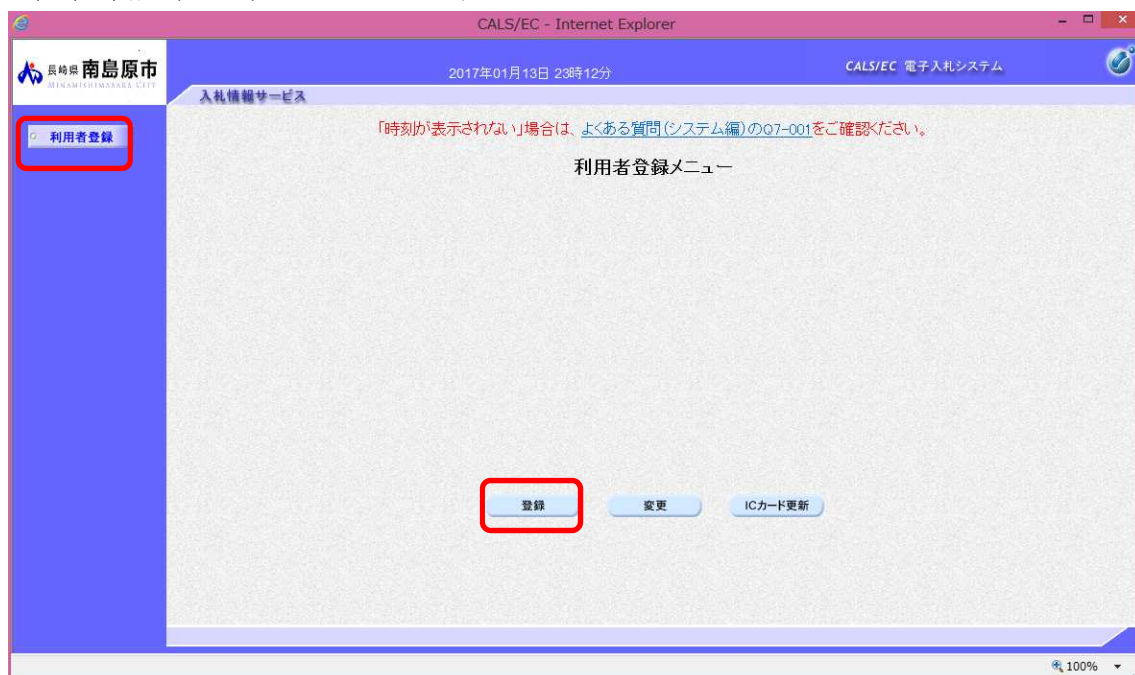 CALS/EC - Internet Explorer
長崎県 南島原市
MINAMISHIMABARA CITY
2017年01月13日 23時12分
CALS/EC 電子入札システム
入札情報サービス
利用者登録
「時刻が表示されない」場合は、よくある質問(システム編)のQ7-001をご確認ください。
利用者登録メニュー
登録
変更
ICカード更新
100%